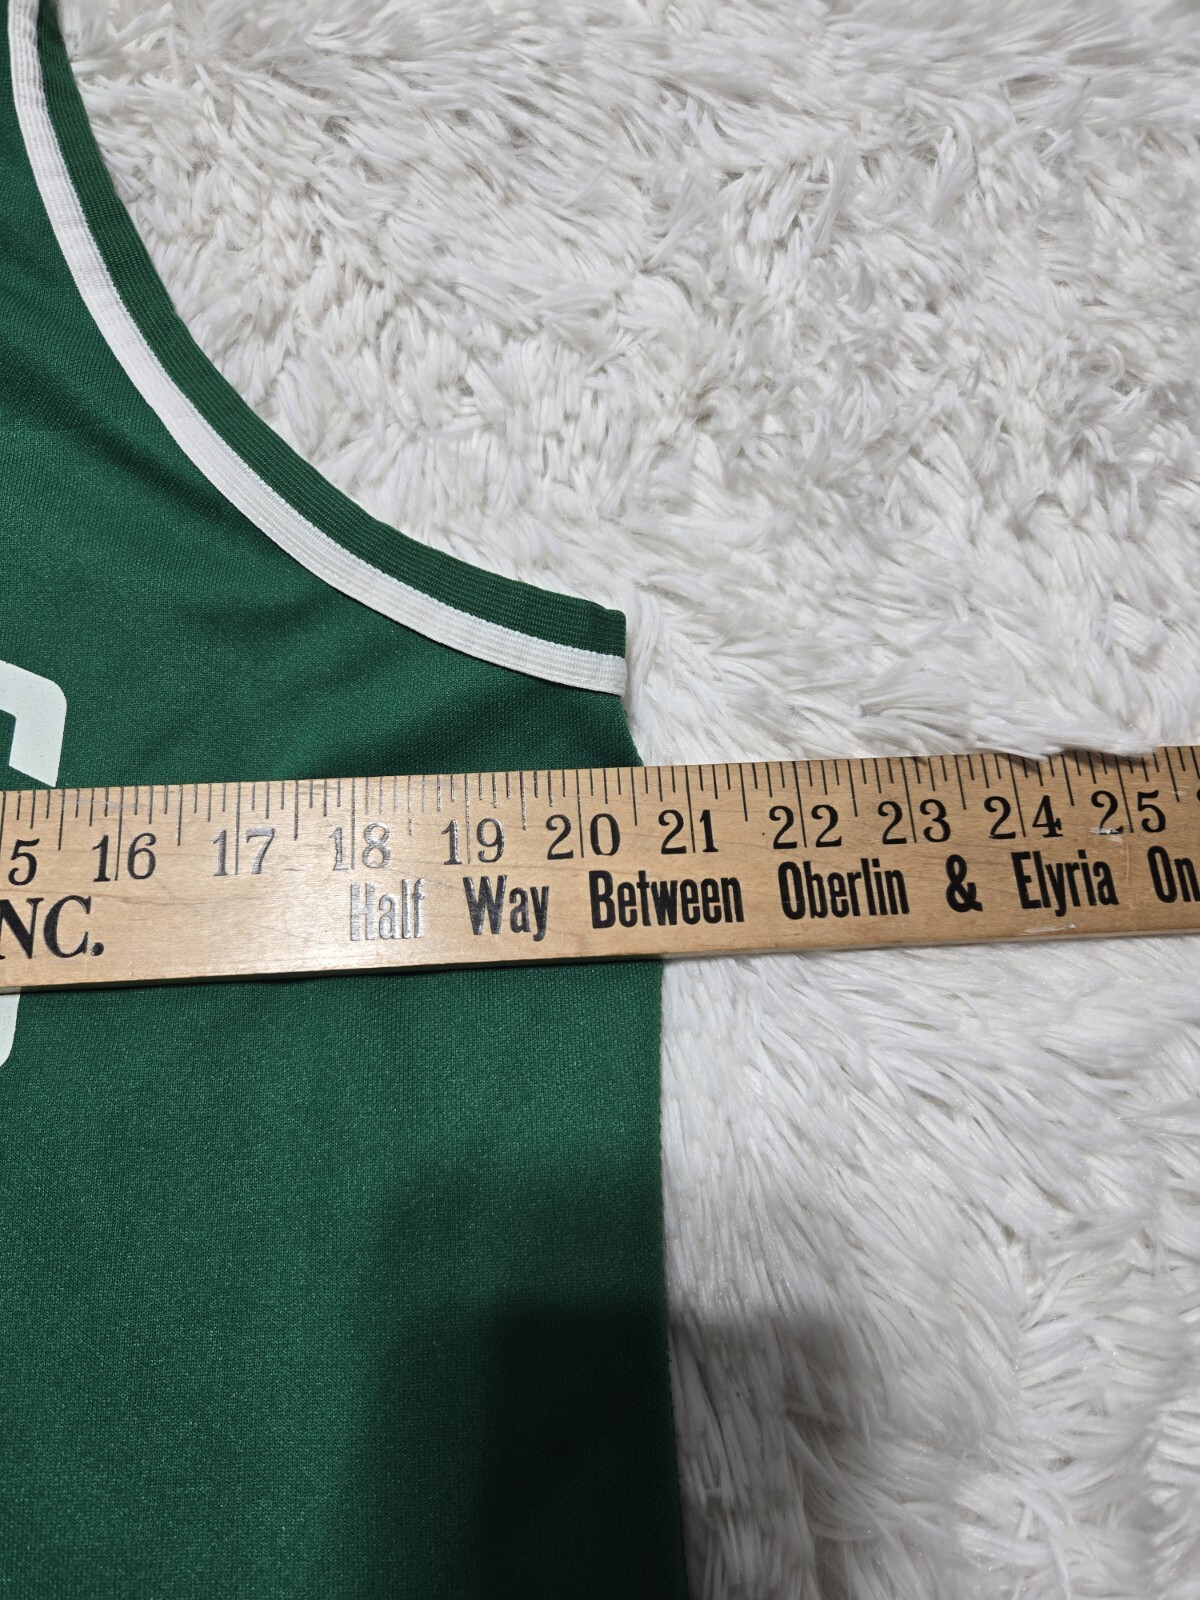 5 16 17 18 19 20 21 22 23 24 25
NC. Half Way Between Oberlin & Elyria On